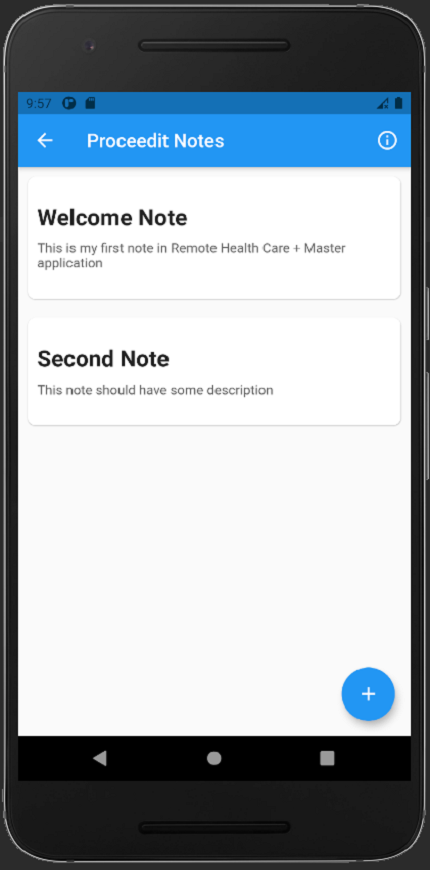 9:57
Proceedit Notes
Welcome Note
This is my first note in Remote Health Care + Master
application
Second Note
This note should have some description